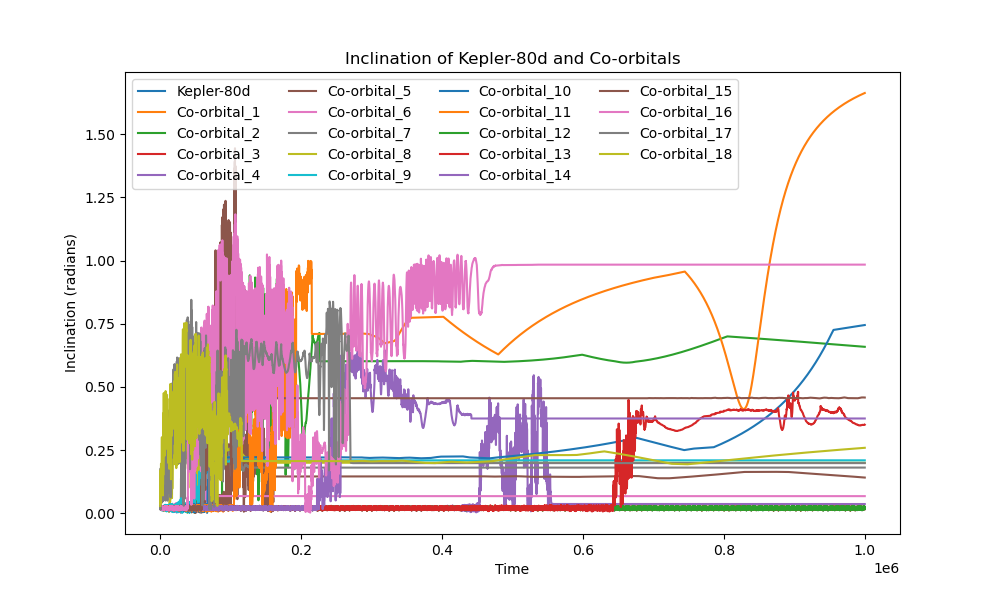 Inclination of Kepler-80d and Co-orbitals
Kepler-80d Co-orbital_5 Co-orbital_10 Co-orbital_15
Co-orbital_1 Co-orbital_6 Co-orbital_11 Co-orbital_16
Co-orbital_2 Co-orbital_7 Co-orbital_12 Co-orbital_17
Co-orbital_3 Co-orbital_8 Co-orbital_13 Co-orbital_18
Co-orbital_4 Co-orbital_9 Co-orbital_14
1.50
1.25
1.00
0.75
0.50
0.25
0.00
Inclination (radians)
0.0 0.2 0.4 0.6 0.8 1.0
Time
1e6